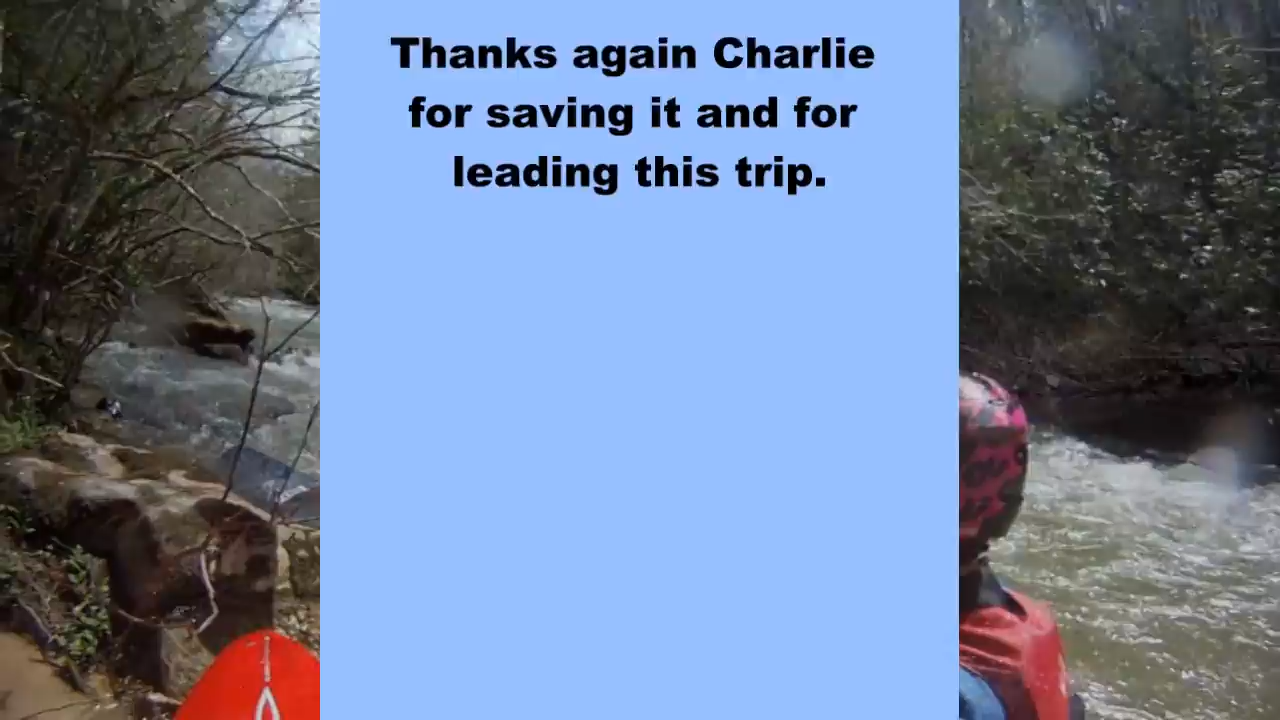 Thanks again Charlie
for saving it and for
leading this trip.